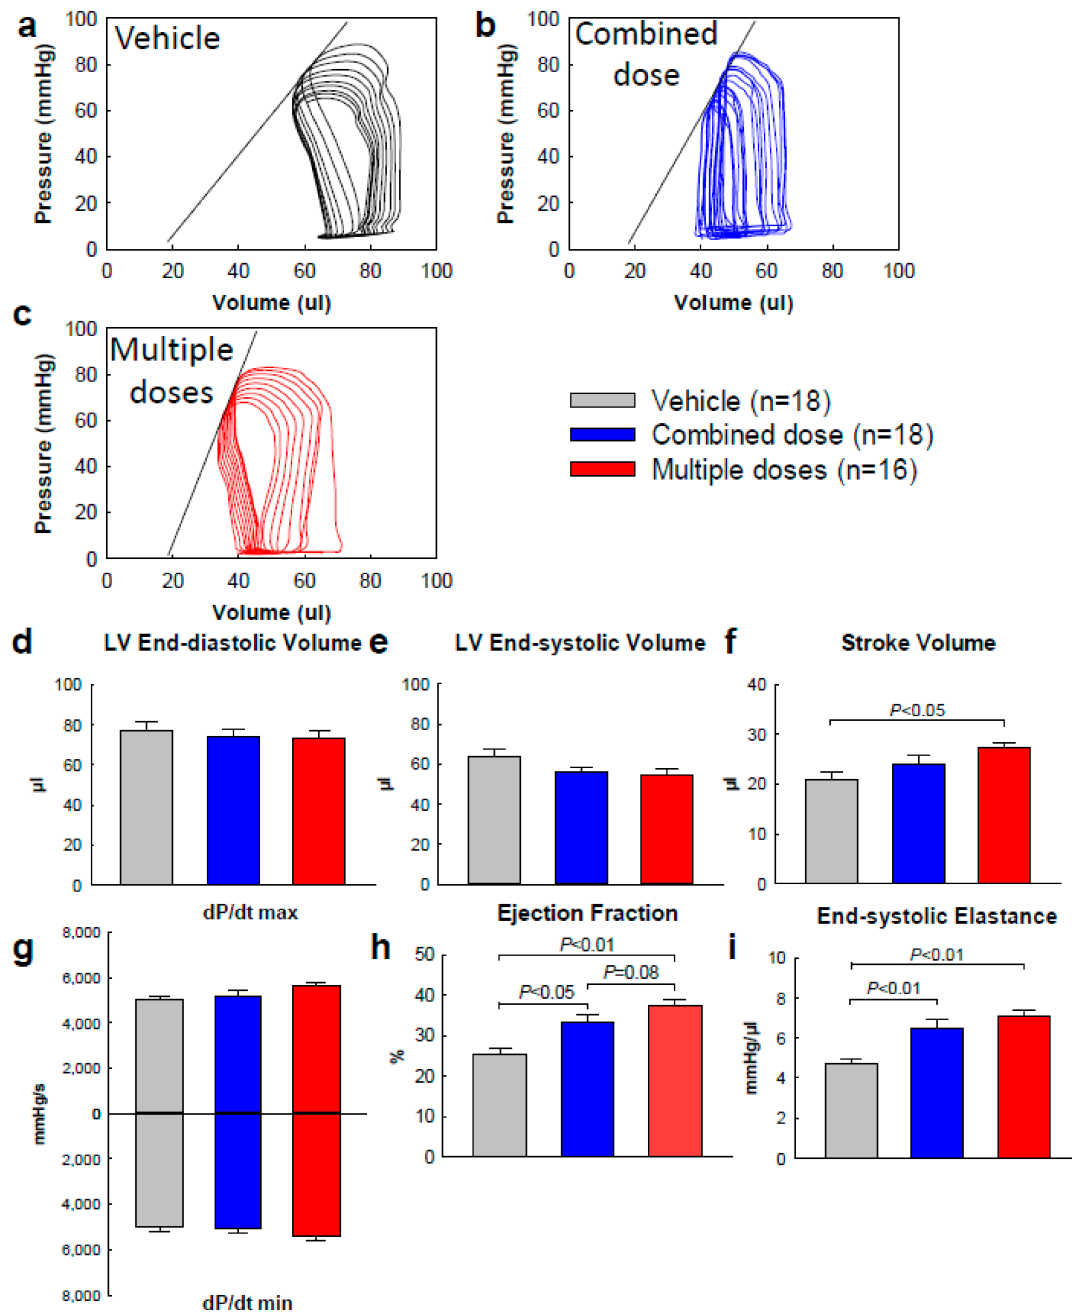 a
Vehicle
Pressure (mmHg)
100
80
60
40
20
0
0 20 40 60 80 100
Volume (ul)
b
Combined
dose
Pressure (mmHg)
100
80
60
40
20
0
0 20 40 60 80 100
Volume (ul)
c
Multiple
doses
Pressure (mmHg)
100
80
60
40
20
0
0 20 40 60 80 100
Volume (ul)
Vehicle (n=18)
Combined dose (n=18)
Multiple doses (n=16)
d
LV End-diastolic Volume
µl
100
80
60
40
20
0
e
LV End-systolic Volume
µl
100
80
60
40
20
0
f
Stroke Volume
µl
40
30
20
10
0
P<0.05
g
dP/dt max
mmHg/s
8,000
6,000
4,000
2,000
0
2,000
4,000
6,000
8,000
dP/dt min
h
Ejection Fraction
%
50
40
30
20
10
0
P<0.01
P=0.08
P<0.05
i
End-systolic Elastance
mmHg/µl
10
8
6
4
2
0
P<0.01
P<0.01